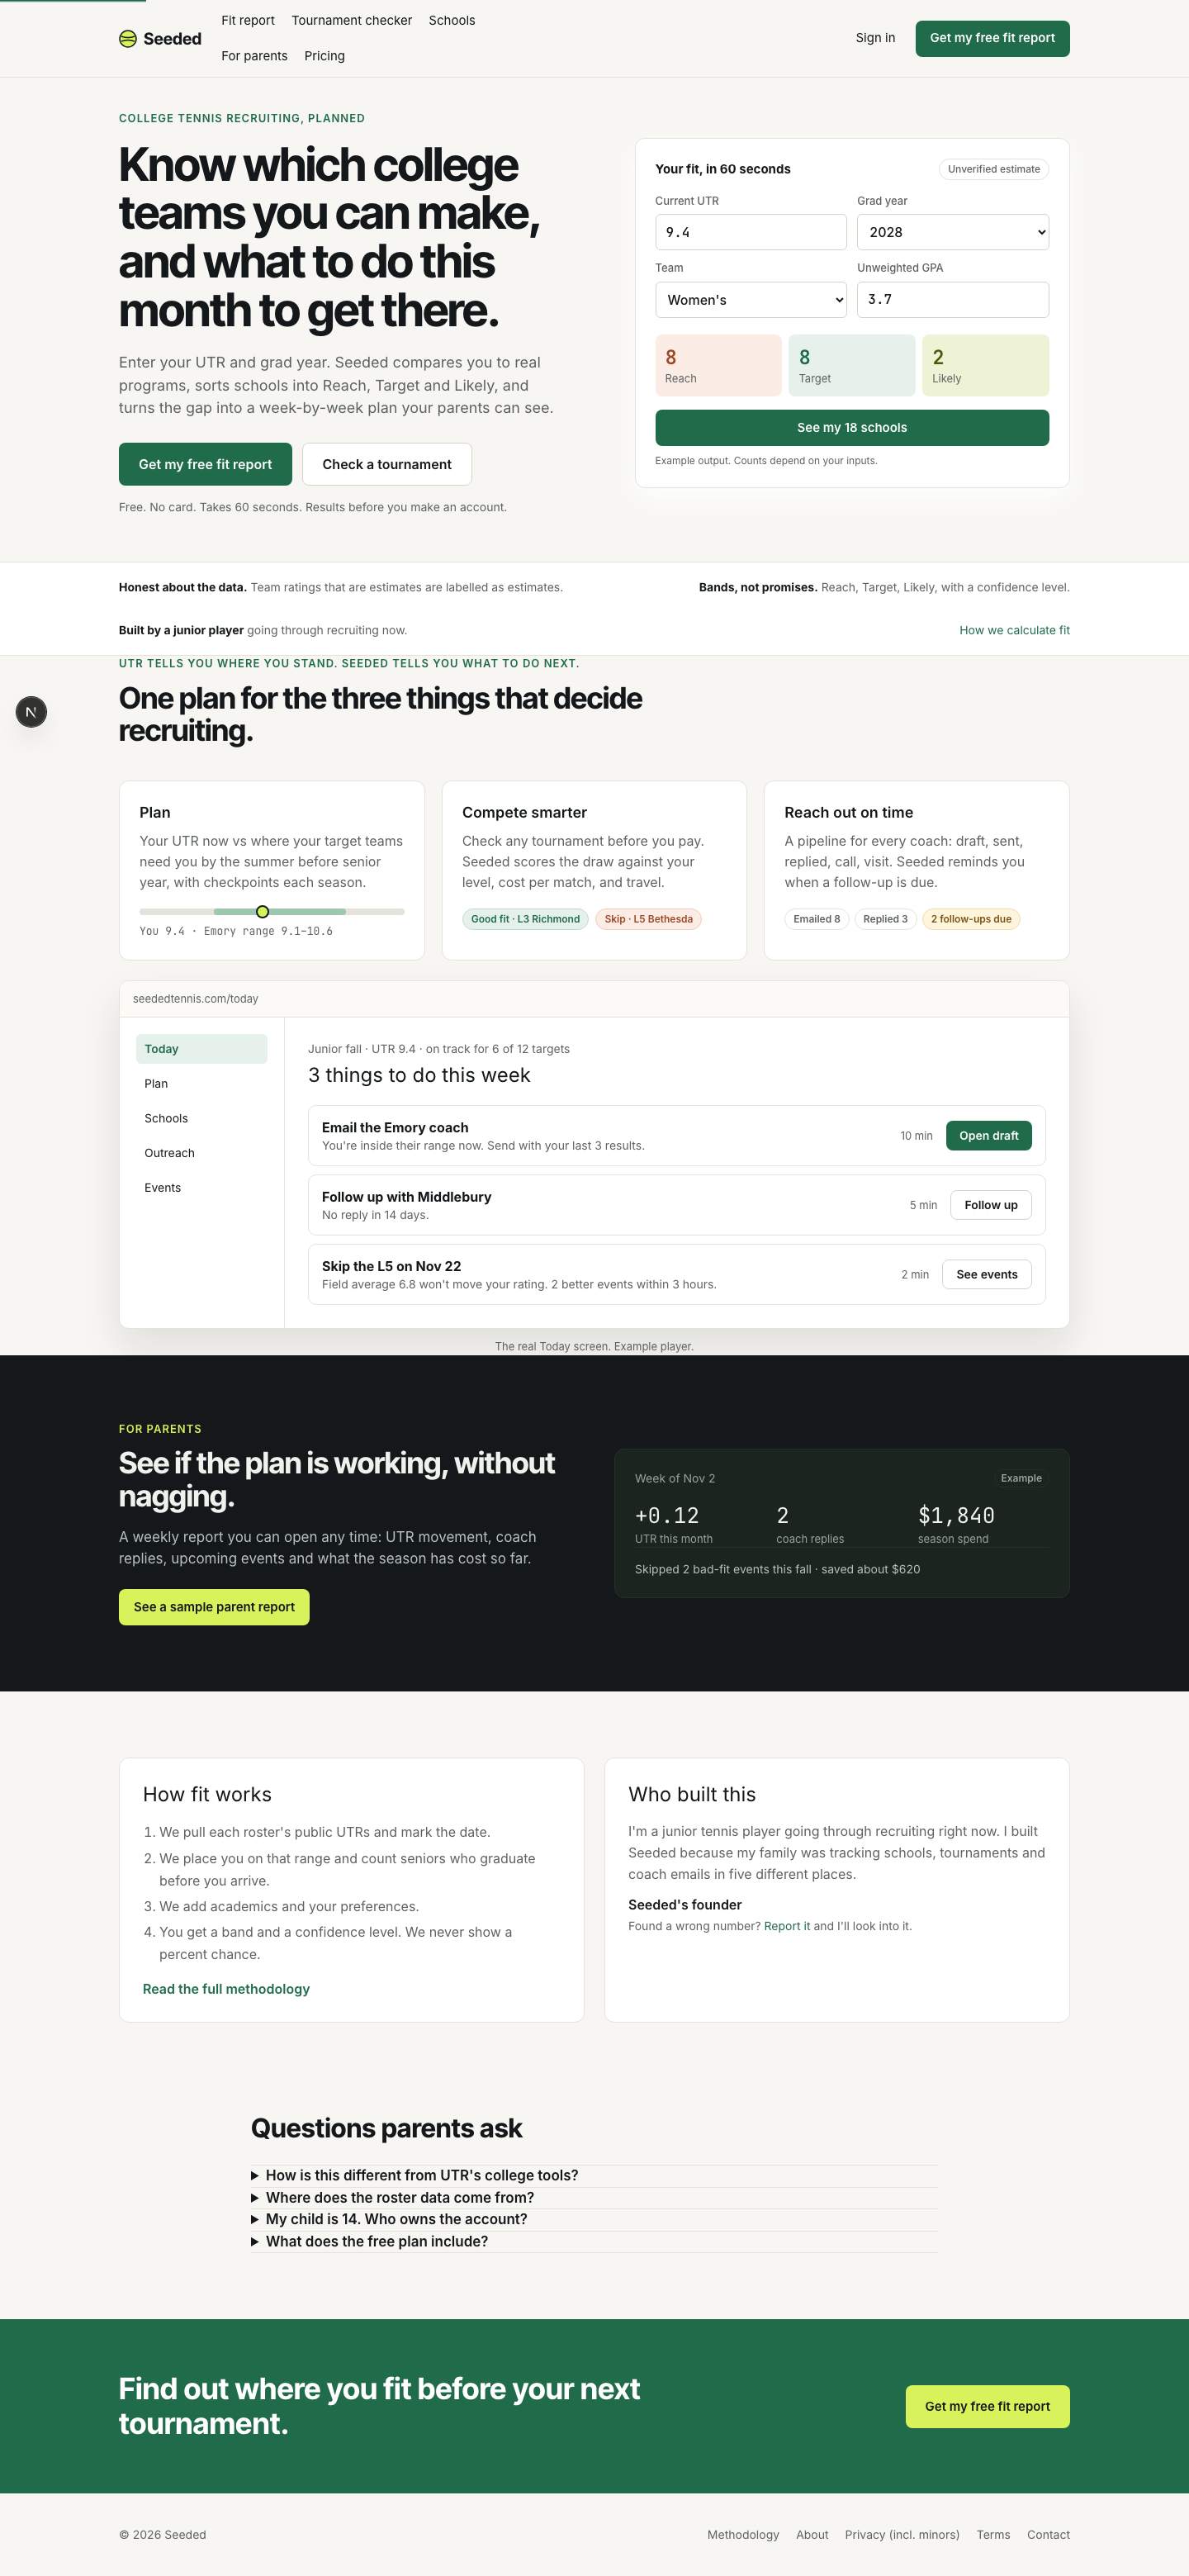 Seeded
Fit report Tournament checker Schools
For parents Pricing
Sign in
Get my free fit report
COLLEGE TENNIS RECRUITING, PLANNED
Know which college
teams you can make,
and what to do this
month to get there.
Enter your UTR and grad year. Seeded compares you to real
programs, sorts schools into Reach, Target and Likely, and
turns the gap into a week-by-week plan your parents can see.
Get my free fit report
Check a tournament
Free. No card. Takes 60 seconds. Results before you make an account.
Your fit, in 60 seconds
Unverified estimate
Current UTR
Grad year
9.4
2028
Team
Unweighted GPA
Women's
3.7
8
Reach
8
Target
2
Likely
See my 18 schools
Example output. Counts depend on your inputs.
Honest about the data. Team ratings that are estimates are labelled as estimates.
Bands, not promises. Reach, Target, Likely, with a confidence level.
Built by a junior player going through recruiting now.
How we calculate fit
UTR TELLS YOU WHERE YOU STAND. SEEDED TELLS YOU WHAT TO DO NEXT.
One plan for the three things that decide
recruiting.
N
Plan
Your UTR now vs where your target teams
need you by the summer before senior
year, with checkpoints each season.
You 9.4 · Emory range 9.1–10.6
Compete smarter
Check any tournament before you pay.
Seeded scores the draw against your
level, cost per match, and travel.
Good fit · L3 Richmond
Skip · L5 Bethesda
Reach out on time
A pipeline for every coach: draft, sent,
replied, call, visit. Seeded reminds you
when a follow-up is due.
Emailed 8
Replied 3
2 follow-ups due
seededtennis.com/today
Today
Plan
Schools
Outreach
Events
Junior fall · UTR 9.4 · on track for 6 of 12 targets
3 things to do this week
Email the Emory coach
You're inside their range now. Send with your last 3 results.
10 min
Open draft
Follow up with Middlebury
No reply in 14 days.
5 min
Follow up
Skip the L5 on Nov 22
Field average 6.8 won't move your rating. 2 better events within 3 hours.
2 min
See events
The real Today screen. Example player.
FOR PARENTS
See if the plan is working, without
nagging.
A weekly report you can open any time: UTR movement, coach
replies, upcoming events and what the season has cost so far.
See a sample parent report
Week of Nov 2
Example
+0.12
UTR this month
2
coach replies
$1,840
season spend
Skipped 2 bad-fit events this fall · saved about $620
How fit works
1. We pull each roster's public UTRs and mark the date.
2. We place you on that range and count seniors who graduate
before you arrive.
3. We add academics and your preferences.
4. You get a band and a confidence level. We never show a
percent chance.
Read the full methodology
Who built this
I'm a junior tennis player going through recruiting right now. I built
Seeded because my family was tracking schools, tournaments and
coach emails in five different places.
Seeded's founder
Found a wrong number? Report it and I'll look into it.
Questions parents ask
How is this different from UTR's college tools?
Where does the roster data come from?
My child is 14. Who owns the account?
What does the free plan include?
Find out where you fit before your next
tournament.
Get my free fit report
© 2026 Seeded
Methodology About Privacy (incl. minors) Terms Contact